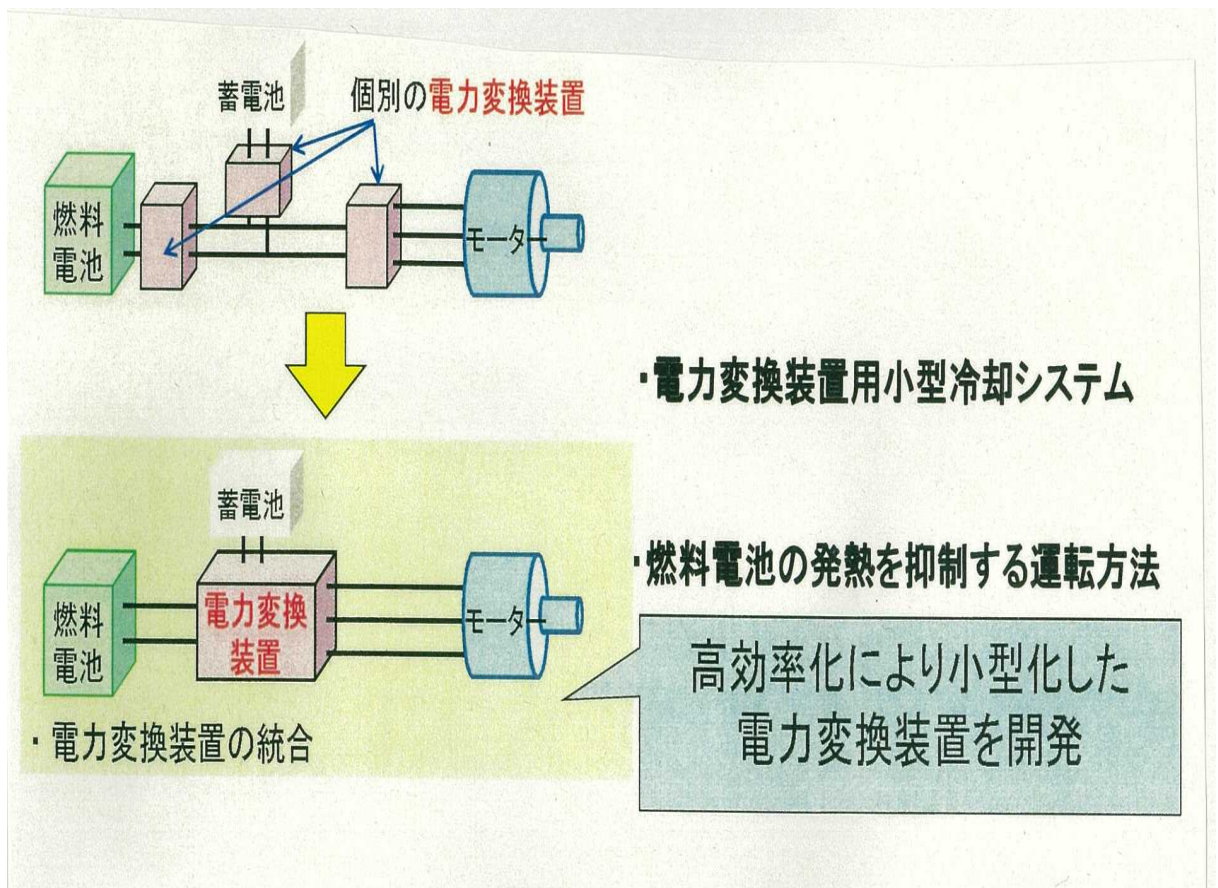 蓄電池
個別の電力変換装置
燃料
電池
モーター
・電力変換装置用小型冷却システム
蓄電池
・燃料電池の発熱を抑制する運転方法
燃料
電池
電力変換
装置
モーター
高効率化により小型化した
電力変換装置を開発
・電力変換装置の統合